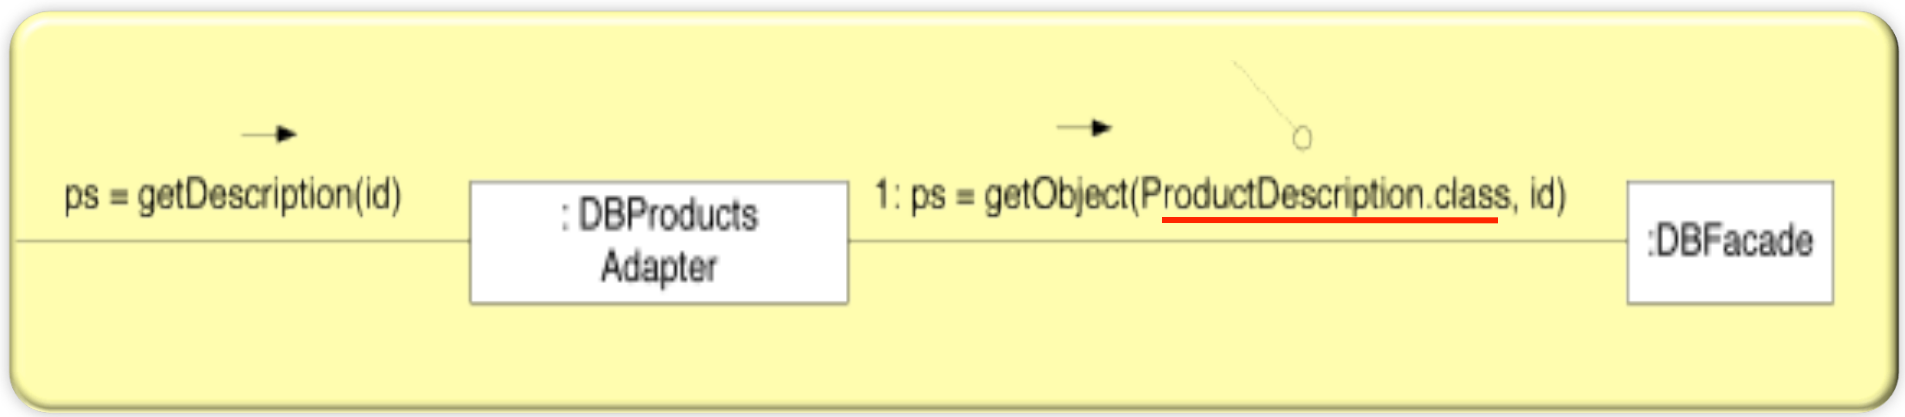 ps = getDescription(id)
: DBProducts
Adapter
1: ps = getObject(ProductDescription.class, id)
:DBFacade